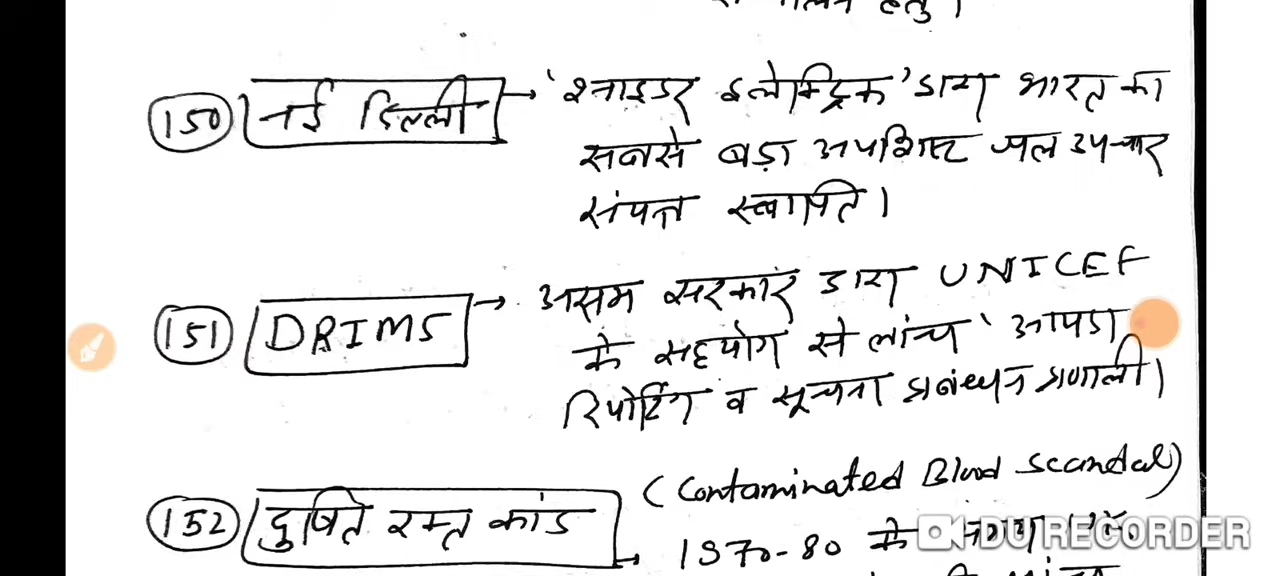 हेतु।
150 नई दिल्ली → 'श्नाइडर इलेक्ट्रिक' द्वारा भारत का
सबसे बड़ा अपशिष्ट जल उपचार
संयंत्र स्थापित।
151 DRIMS → असम सरकार द्वारा UNICEF
के सहयोग से लांच 'आपदा
रिपोर्टिंग व सूचना प्रबंधन प्रणाली।
152 दुषित रक्त कांड → (Contaminated Blood Scandal)
1970-80 के
DU RECORDER